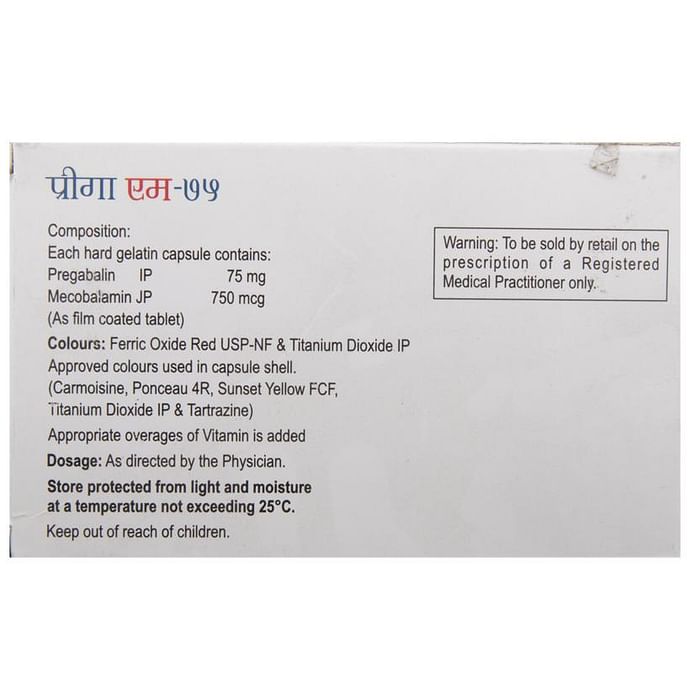 प्रीगा एम-७५
Composition:
Each hard gelatin capsule contains:
Pregabalin IP 75 mg
Mecobalamin JP 750 mcg
(As film coated tablet)
Colours: Ferric Oxide Red USP-NF & Titanium Dioxide IP
Approved colours used in capsule shell.
(Carmoisine, Ponceau 4R, Sunset Yellow FCF,
Titanium Dioxide IP & Tartrazine)
Appropriate overages of Vitamin is added
Dosage: As directed by the Physician.
Store protected from light and moisture
at a temperature not exceeding 25°C.
Keep out of reach of children.
Warning: To be sold by retail on the
prescription of a Registered
Medical Practitioner only.